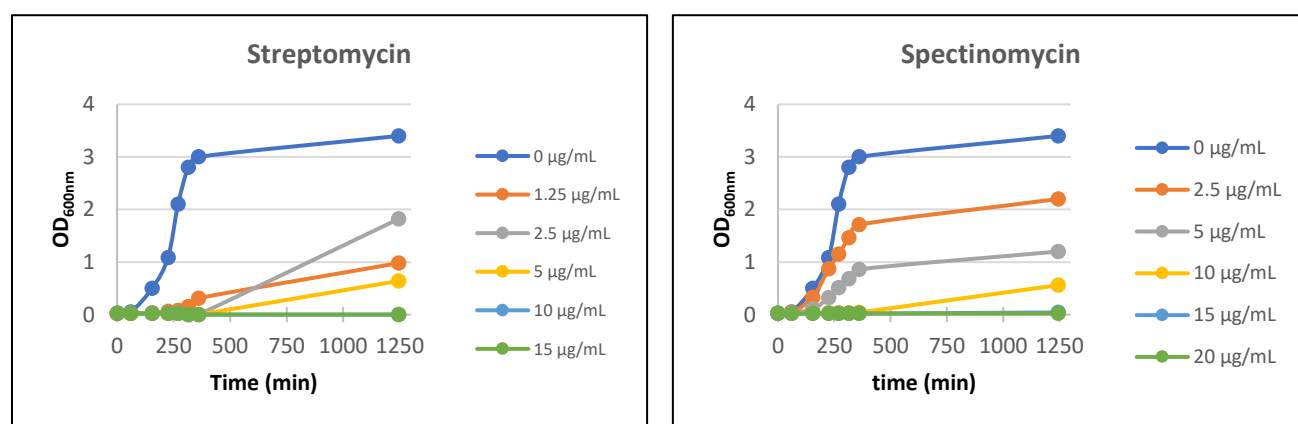 Streptomycin
4
3
2
1
0
OD600nm
0 250 500 750 1000 1250
Time (min)
0 µg/mL
1.25 µg/mL
2.5 µg/mL
5 µg/mL
10 µg/mL
15 µg/mL
Spectinomycin
4
3
2
1
0
OD600nm
0 250 500 750 1000 1250
time (min)
0 µg/mL
2.5 µg/mL
5 µg/mL
10 µg/mL
15 µg/mL
20 µg/mL